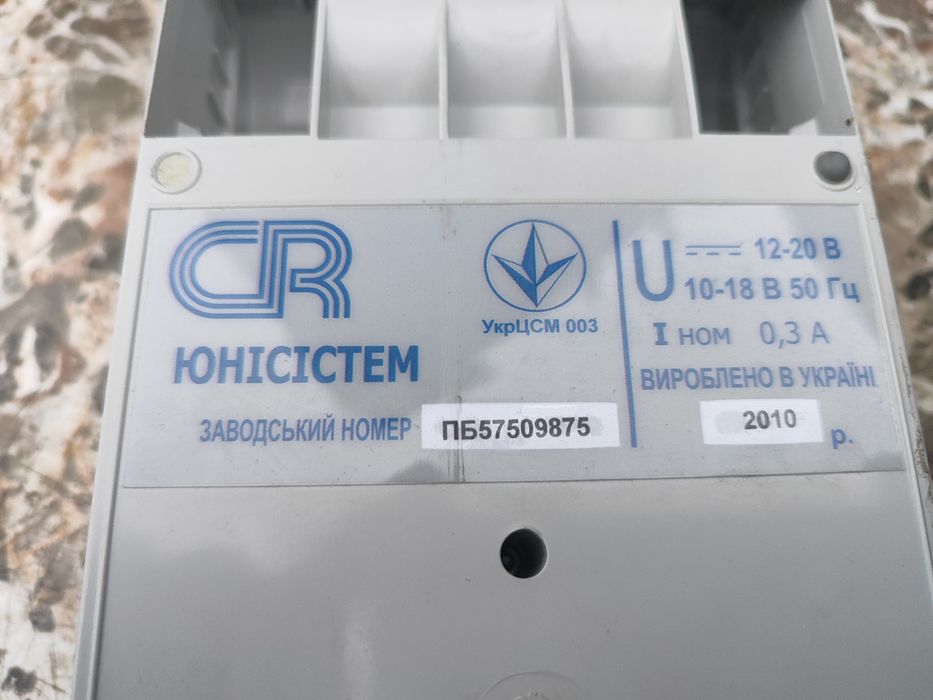 CR
ЮНІСІСТЕМ
ЗАВОДСЬКИЙ НОМЕР ПБ57509875
УкрЦСМ 003
U 12-20 В
10-18 В 50 Гц
I ном 0,3 А
ВИРОБЛЕНО В УКРАЇНІ
2010 р.